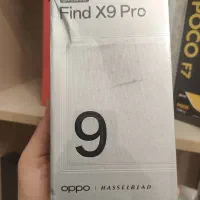 Find X9 Pro
9
oppo | HASSELBLAD
POCO F7